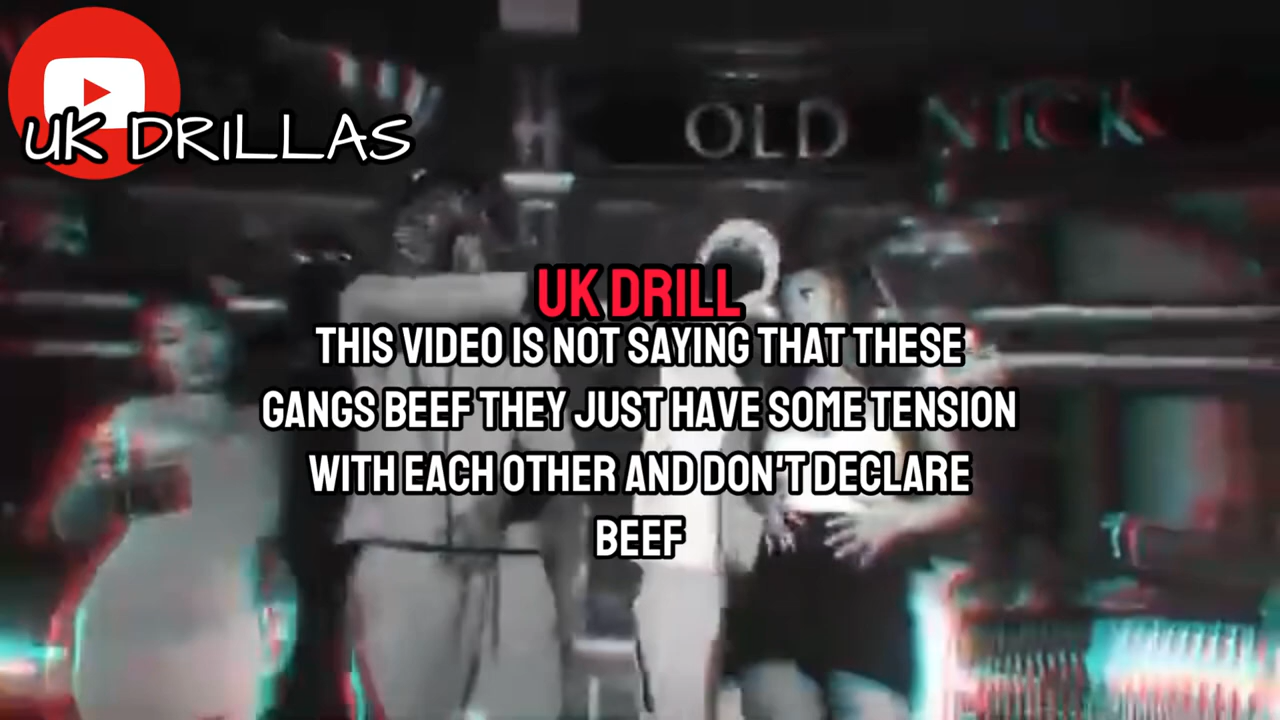 UK DRILLAS
OLD NICK
UK DRILL
THIS VIDEO IS NOT SAYING THAT THESE
GANGS BEEF THEY JUST HAVE SOME TENSION
WITH EACH OTHER AND DON'T DECLARE
BEEF